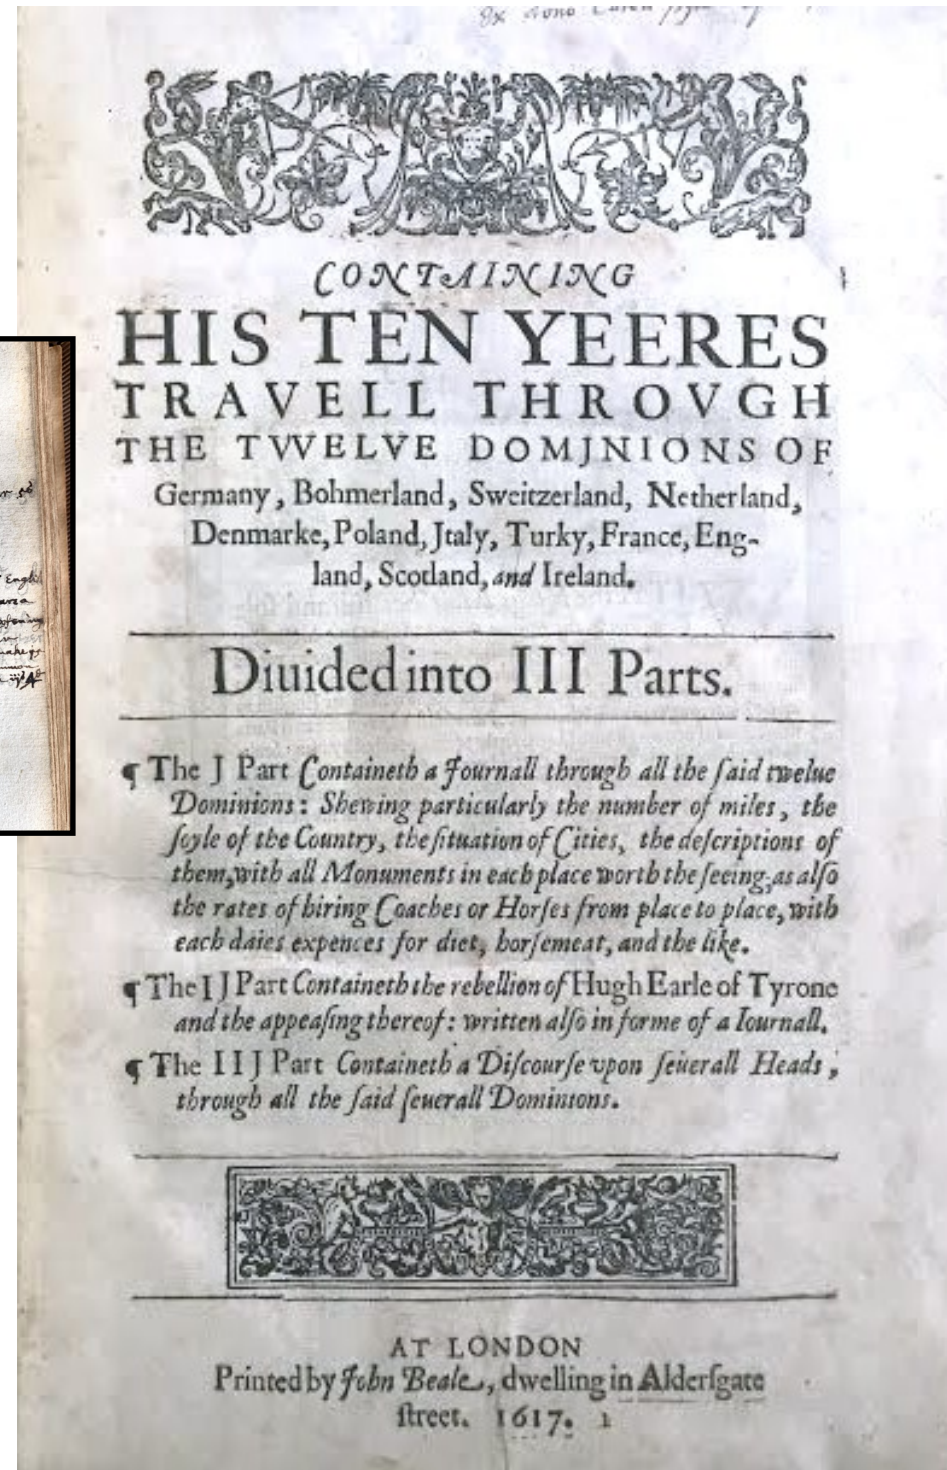 Ex dono
CONTAINING
HIS TEN YEERES
TRAVELL THROVGH
THE TWELVE DOMJNIONS OF
Germany, Bohmerland, Sweitzerland, Netherland,
Denmarke, Poland, Jtaly, Turky, France, Eng-
land, Scotland, and Ireland.
Diuided into III Parts.
¶ The J Part Containeth a Journall through all the ſaid twelue
Dominions: Shewing particularly the number of miles, the
ſoyle of the Country, the ſituation of Cities, the deſcriptions of
them, with all Monuments in each place worth the ſeeing, as alſo
the rates of hiring Coaches or Horſes from place to place, with
each daies expences for diet, horſemeat, and the like.
¶ The IJ Part Containeth the rebellion of Hugh Earle of Tyrone
and the appeaſing thereof: written alſo in forme of a Iournall.
¶ The IIJ Part Containeth a Diſcourſe vpon ſeuerall Heads,
through all the ſaid ſeuerall Dominions.
AT LONDON
Printed by John Beale, dwelling in Alderſgate
ſtreet. 1617. 1